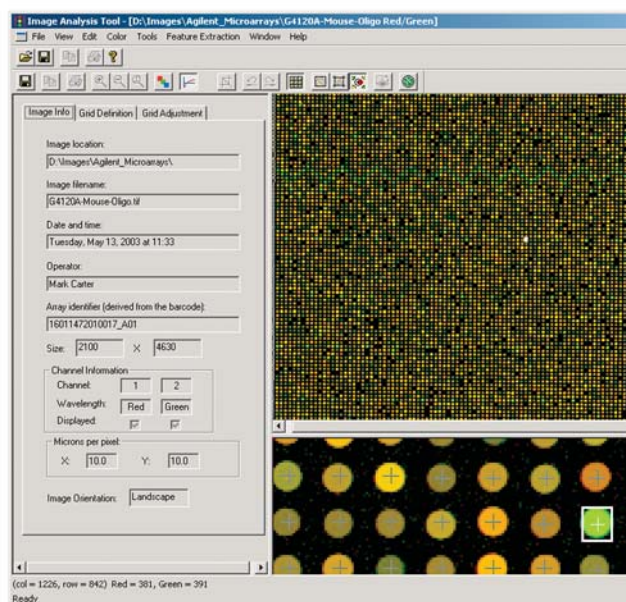 Image Analysis Tool - [D:\Images\Agilent_Microarrays\G4120A-Mouse-Oligo Red/Green]
File View Edit Color Tools Feature Extraction Window Help
Image Info Grid Definition Grid Adjustment
Image location:
D:\Images\Agilent_Microarrays\
Image filename:
G4120A-Mouse-Oligo.tif
Date and time:
Tuesday, May 13, 2003 at 11:33
Operator:
Mark Carter
Array identifier (derived from the barcode):
16011472010017_A01
Size: 2100 X 4630
Channel Information
Channel: 1 2
Wavelength: Red Green
Displayed:
Microns per pixel:
X: 10.0 Y: 10.0
Image Orientation: Landscape
(col = 1226, row = 842) Red = 381, Green = 391
Ready